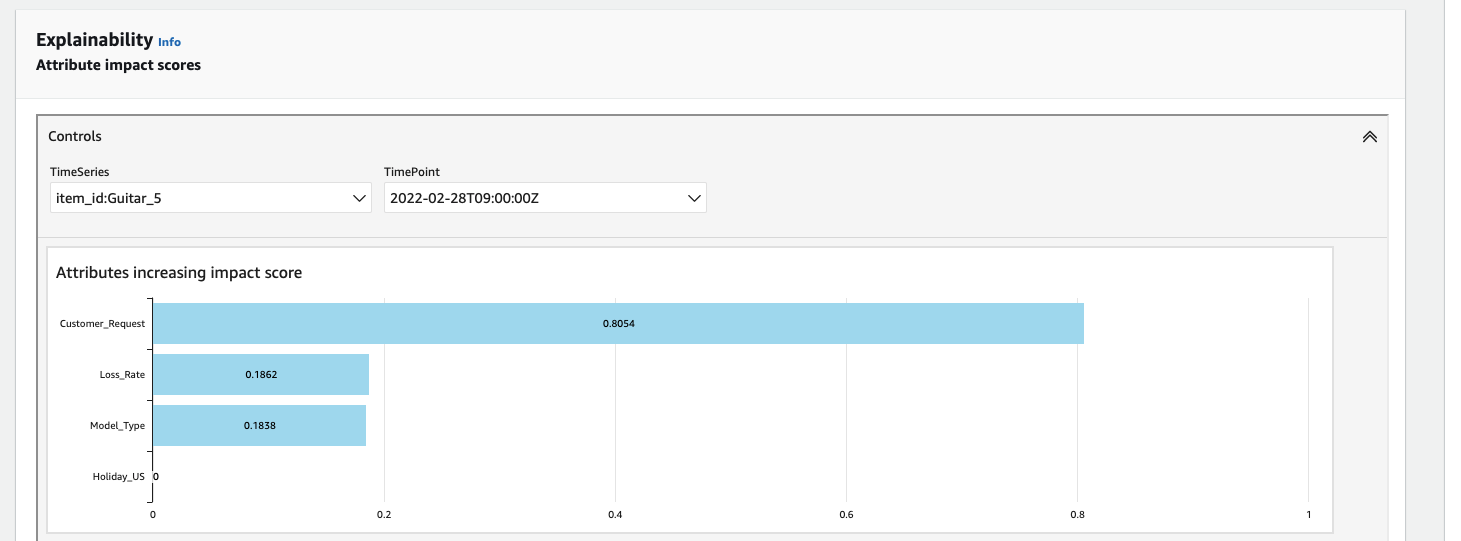 Explainability Info
Attribute impact scores
Controls
TimeSeries TimePoint
item_id:Guitar_5 2022-02-28T09:00:00Z
Attributes increasing impact score
Customer_Request 0.8054
Loss_Rate 0.1862
Model_Type 0.1838
Holiday_US 0
0 0.2 0.4 0.6 0.8 1